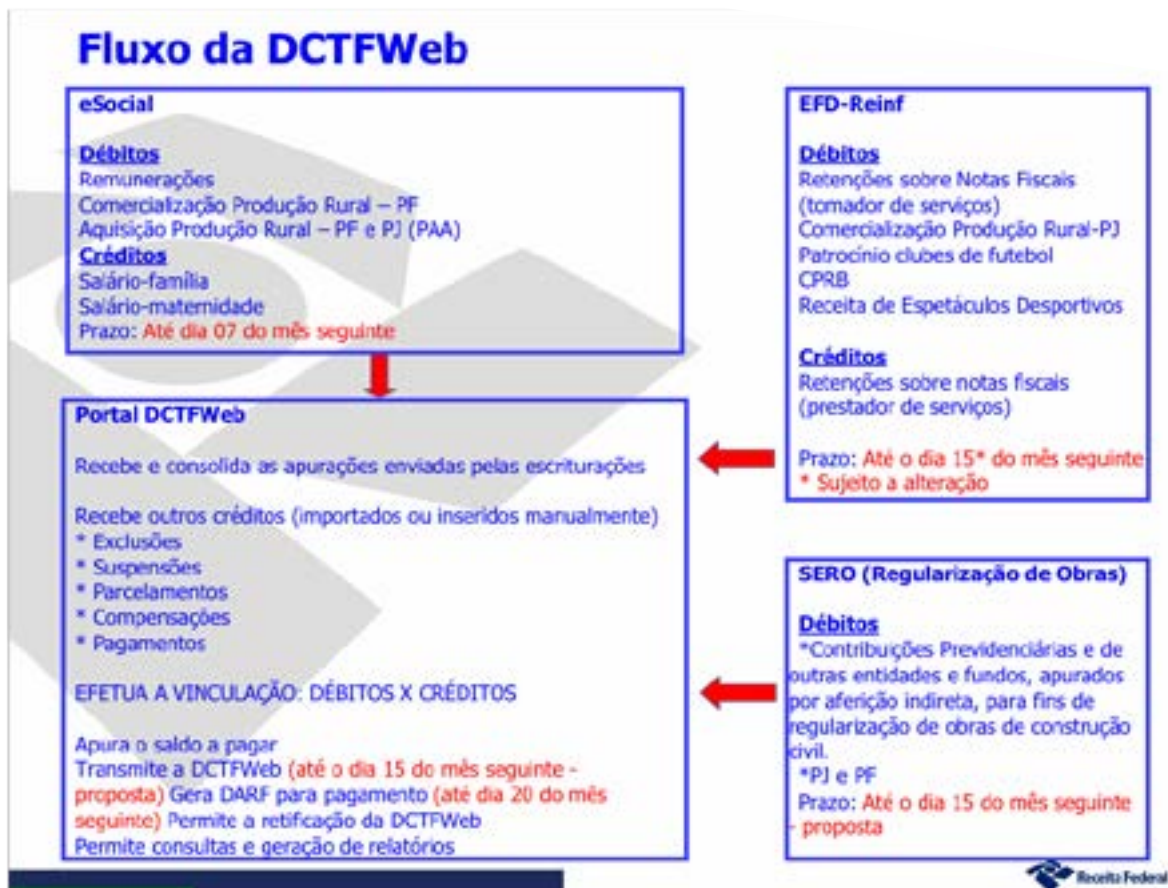 Fluxo da DCTFWeb
eSocial
Débitos
Remunerações
Comercialização Produção Rural – PF
Aquisição Produção Rural – PF e PJ (PAA)
Créditos
Salário-família
Salário-maternidade
Prazo: Até dia 07 do mês seguinte
EFD-Reinf
Débitos
Retenções sobre Notas Fiscais
(tomador de serviços)
Comercialização Produção Rural-PJ
Patrocínio clubes de futebol
CPRB
Receita de Espetáculos Desportivos
Créditos
Retenções sobre notas fiscais
(prestador de serviços)
Prazo: Até o dia 15* do mês seguinte
* Sujeito a alteração
Portal DCTFWeb
Recebe e consolida as apurações enviadas pelas escriturações
Recebe outros créditos (importados ou inseridos manualmente)
* Exclusões
* Suspensões
* Parcelamentos
* Compensações
* Pagamentos
EFETUA A VINCULAÇÃO: DÉBITOS X CRÉDITOS
Apura o saldo a pagar
Transmite a DCTFWeb (até o dia 15 do mês seguinte -
proposta) Gera DARF para pagamento (até dia 20 do mês
seguinte) Permite a retificação da DCTFWeb
Permite consultas e geração de relatórios
SERO (Regularização de Obras)
Débitos
*Contribuições Previdenciárias e de
outras entidades e fundos, apurados
por aferição indireta, para fins de
regularização de obras de construção
civil.
*PJ e PF
Prazo: Até o dia 15 do mês seguinte
- proposta
Receita Federal